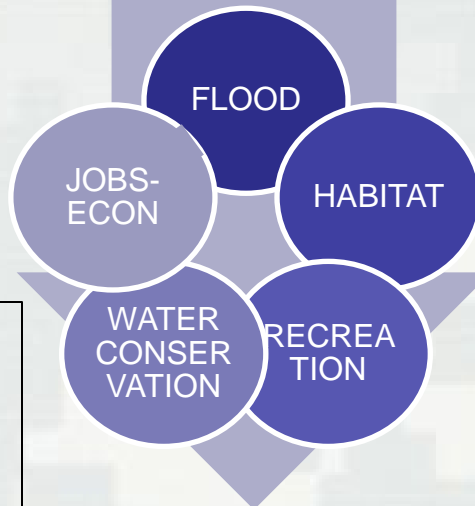 FLOOD
JOBS-
ECON
HABITAT
WATER
CONSER
VATION
RECREA
TION